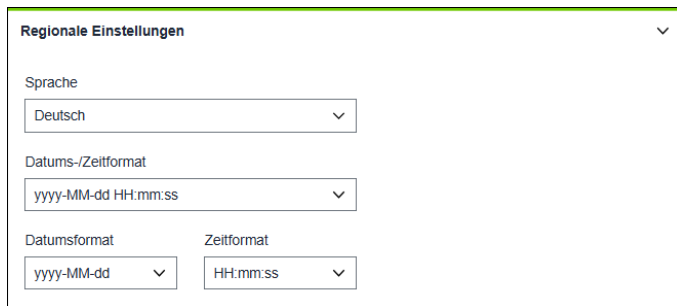 Regionale Einstellungen
Sprache
Deutsch
Datums-/Zeitformat
yyyy-MM-dd HH:mm:ss
Datumsformat Zeitformat
yyyy-MM-dd HH:mm:ss